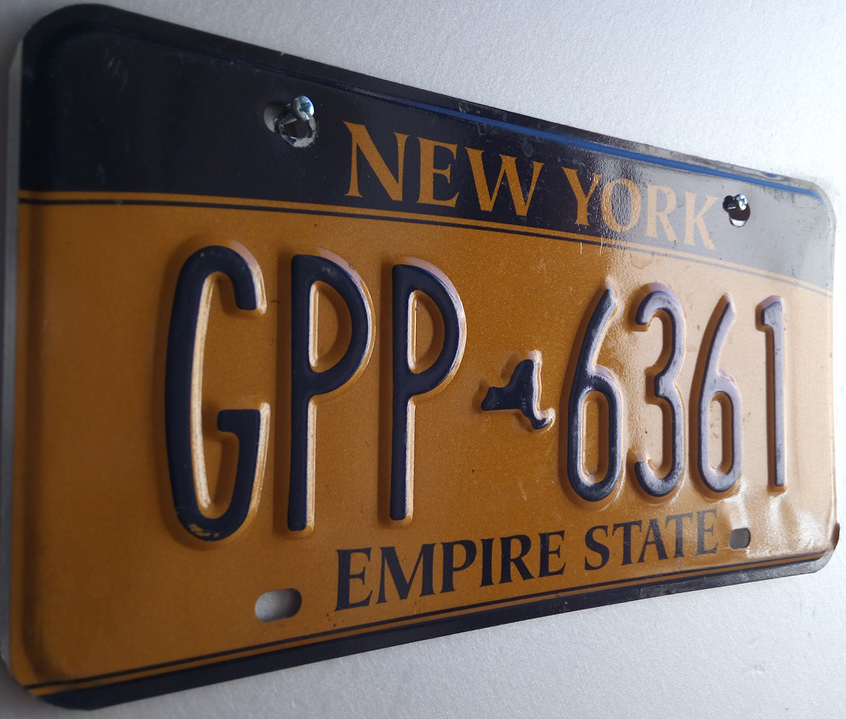 NEW YORK
GPP 6361
EMPIRE STATE